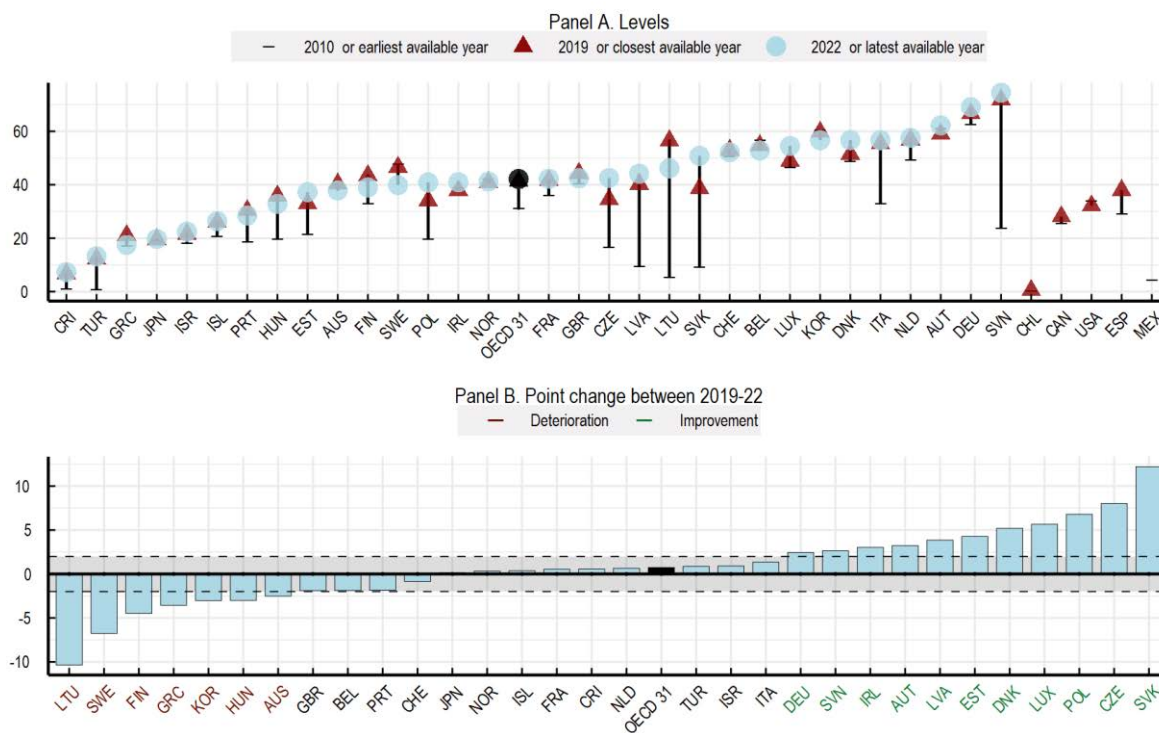 Panel A. Levels
2010 or earliest available year 2019 or closest available year 2022 or latest available year
60
40
20
0
CRI TUR GRC JPN ISR ISL PRT HUN EST AUS FIN SWE POL IRL NOR OECD 31 FRA GBR CZE LVA LTU SVK CHE BEL LUX KOR DNK ITA NLD AUT DEU SVN CHL CAN USA ESP MEX
Panel B. Point change between 2019-22
Deterioration Improvement
10
5
0
-5
-10
LTU SWE FIN GRC KOR HUN AUS GBR BEL PRT CHE JPN NOR ISL FRA CRI NLD OECD 31 TUR ISR ITA DEU SVN IRL AUT LVA EST DNK LUX POL CZE SVK